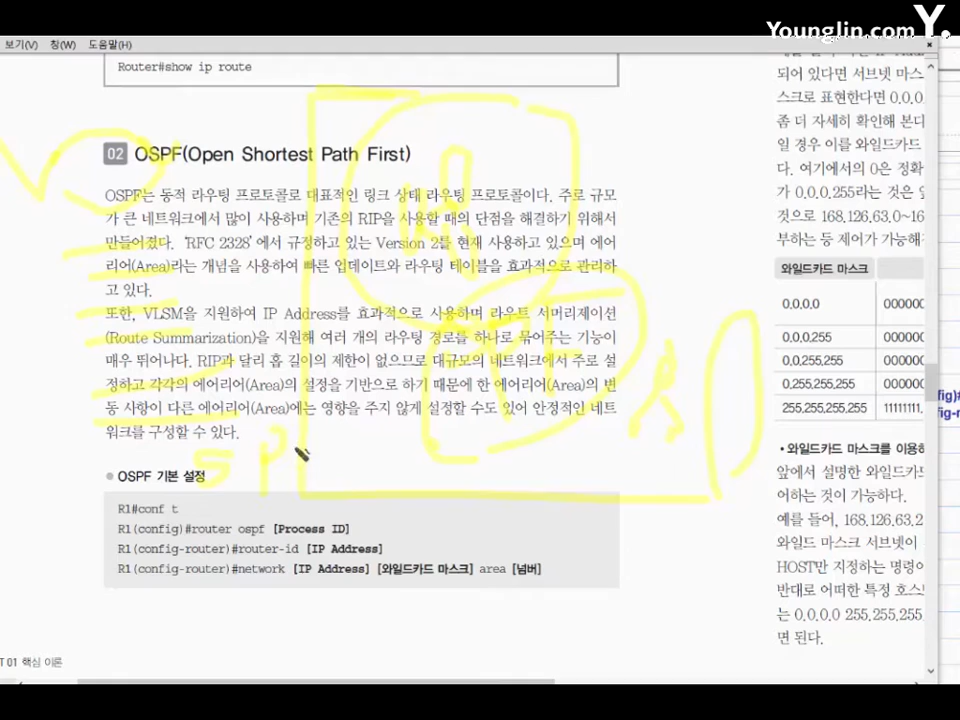 Younglin.com Y.
보기(V) 창(W) 도움말(H)
Router#show ip route
02 OSPF(Open Shortest Path First)
OSPF는 동적 라우팅 프로토콜로 대표적인 링크 상태 라우팅 프로토콜이다. 주로 규모
가 큰 네트워크에서 많이 사용하며 기존의 RIP을 사용할 때의 단점을 해결하기 위해서
만들어졌다. 'RFC 2328'에서 규정하고 있는 Version 2를 현재 사용하고 있으며 에어
리어(Area)라는 개념을 사용하여 빠른 업데이트와 라우팅 테이블을 효과적으로 관리하
고 있다.
또한, VLSM을 지원하여 IP Address를 효과적으로 사용하며 라우트 서머리제이션
(Route Summarization)을 지원해 여러 개의 라우팅 경로를 하나로 묶어주는 기능이
매우 뛰어나다. RIP과 달리 홉 길이의 제한이 없으므로 대규모의 네트워크에서 주로 설
정하고 각각의 에어리어(Area)의 설정을 기반으로 하기 때문에 한 에어리어(Area)의 변
동 사항이 다른 에어리어(Area)에는 영향을 주지 않게 설정할 수도 있어 안정적인 네트
워크를 구성할 수 있다.
SP
● OSPF 기본 설정
R1#conf t
R1(config)#router ospf [Process ID]
R1(config-router)#router-id [IP Address]
R1(config-router)#network [IP Address] [와일드카드 마스크] area [넘버]
T 01 핵심 이론
되어 있다면 서브넷 마스
스크로 표현한다면 0.0.0
좀 더 자세히 확인해 본다
일 경우 이를 와일드카드
다. 여기에서의 0은 정확
가 0.0.0.255라는 것은 앞
것으로 168.126.63.0~16
부하는 등 제어가 가능해
와일드카드 마스크
0.0.0.0 000000
0.0.0.255 000000
0.0.255.255 000000
0.255.255.255 000000
255.255.255.255 11111111.
• 와일드카드 마스크를 이용하
앞에서 설명한 와일드카드
어하는 것이 가능하다.
예를 들어, 168.126.63.2
와일드 마스크 서브넷이
HOST만 지정하는 명령이
반대로 어떠한 특정 호스
는 0.0.0.0 255.255.255
면 된다.
fig)#
fig-r